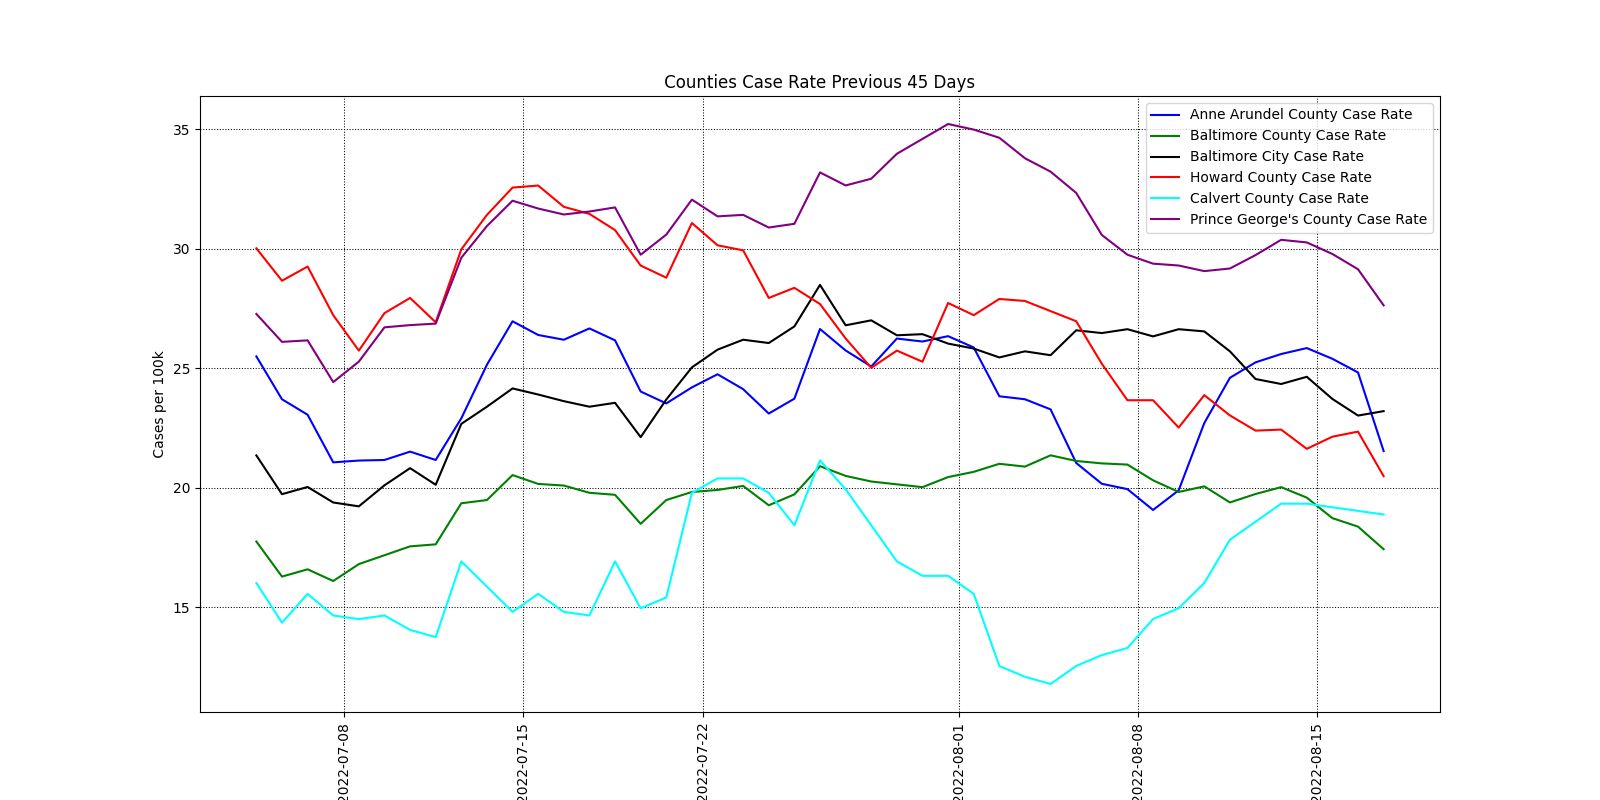 Counties Case Rate Previous 45 Days
Anne Arundel County Case Rate
Baltimore County Case Rate
Baltimore City Case Rate
Howard County Case Rate
Calvert County Case Rate
Prince George's County Case Rate
Cases per 100k
35
30
25
20
15
2022-07-08
2022-07-15
2022-07-22
2022-08-01
2022-08-08
2022-08-15